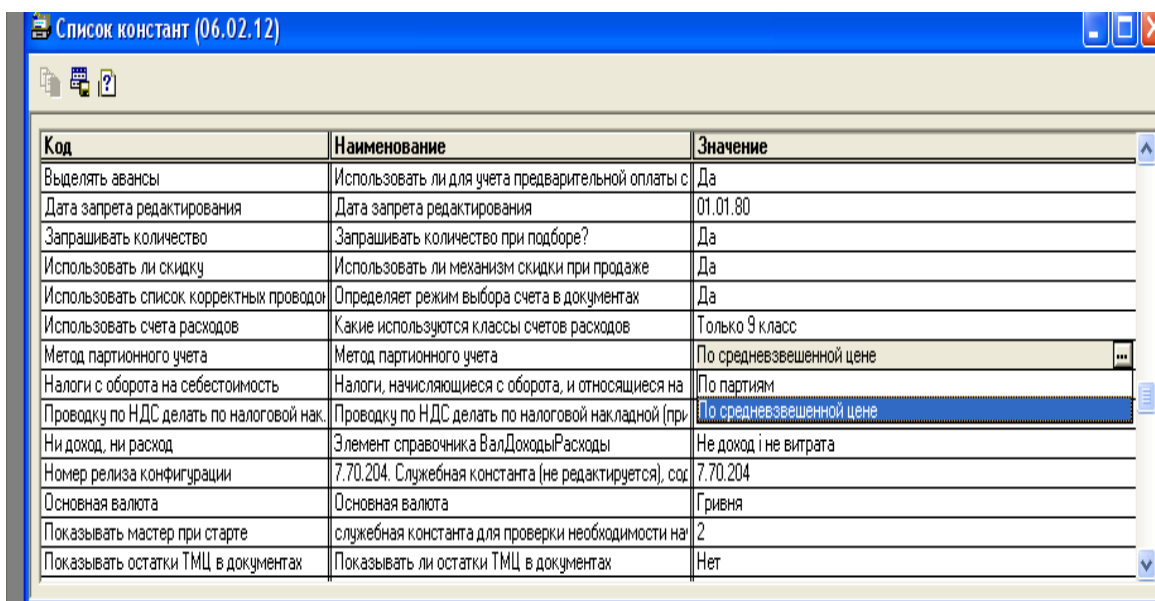 Список констант (06.02.12)
Код Наименование Значение
Выделять авансы Использовать ли для учета предварительной оплаты с Да
Дата запрета редактирования Дата запрета редактирования 01.01.80
Запрашивать количество Запрашивать количество при подборе? Да
Использовать ли скидку Использовать ли механизм скидки при продаже Да
Использовать список корректных проводок Определяет режим выбора счета в документах Да
Использовать счета расходов Какие используются классы счетов расходов Только 9 класс
Метод партионного учета Метод партионного учета По средневзвешенной цене ...
Налоги с оборота на себестоимость Налоги, начисляющиеся с оборота, и относящиеся на По партиям
Проводку по НДС делать по налоговой нак. Проводку по НДС делать по налоговой накладной (при По средневзвешенной цене
Ни доход, ни расход Элемент справочника ВалДоходыРасходы Не доход і не витрата
Номер релиза конфигурации 7.70.204. Служебная константа (не редактируется), сод 7.70.204
Основная валюта Основная валюта Гривня
Показывать мастер при старте служебная константа для проверки необходимости нач 2
Показывать остатки ТМЦ в документах Показывать ли остатки ТМЦ в документах Нет